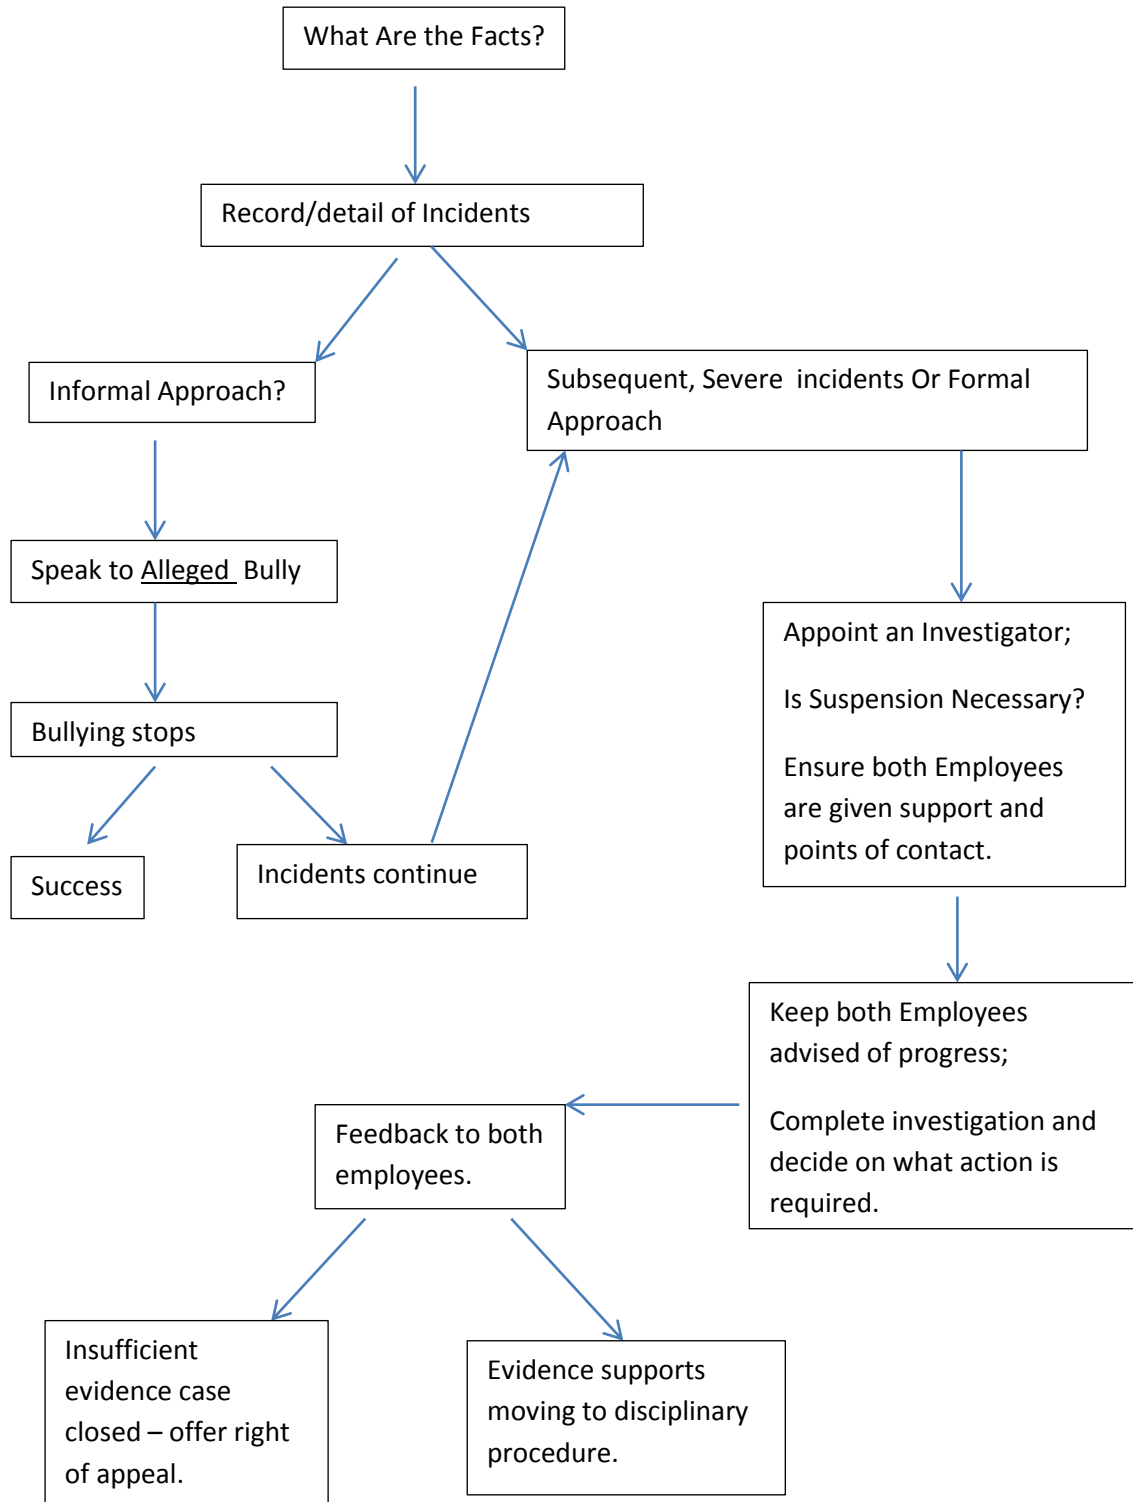 What Are the Facts?
Record/detail of Incidents
Informal Approach?
Subsequent, Severe  incidents Or Formal
Approach
Speak to Alleged  Bully
Bullying stops
Success
Incidents continue
Appoint an Investigator;
Is Suspension Necessary?
Ensure both Employees
are given support and
points of contact.
Keep both Employees
advised of progress;
Complete investigation and
decide on what action is
required.
Feedback to both
employees.
Insufficient
evidence case
closed – offer right
of appeal.
Evidence supports
moving to disciplinary
procedure.